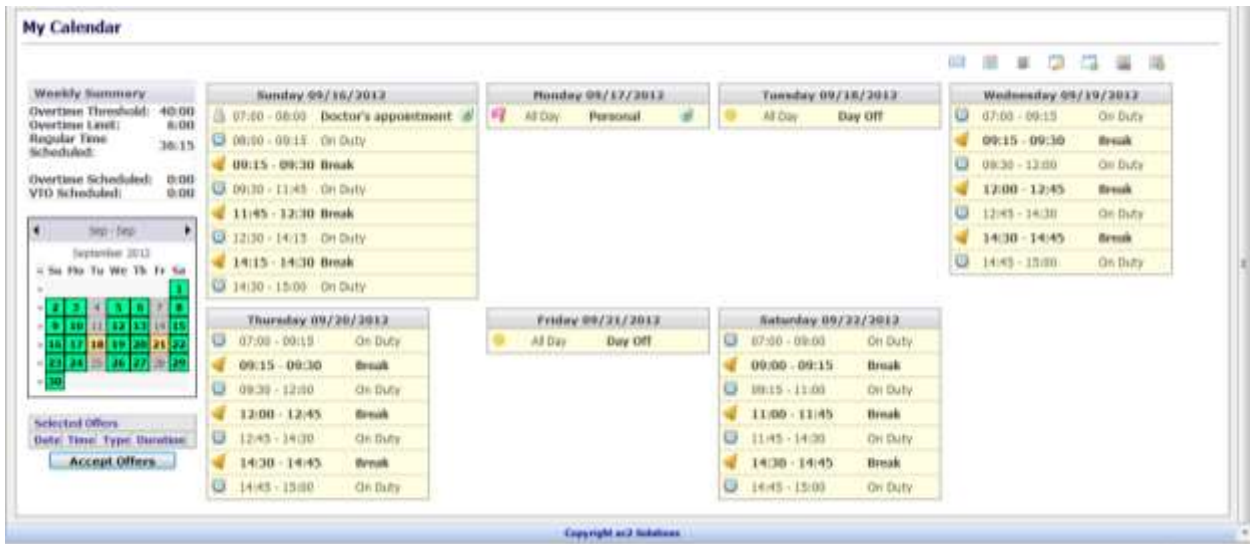 My Calendar
Weekly Summary
Overtime Threshold: 40:00
Overtime Limit: 6:00
Regular Time Scheduled: 36:15
Overtime Scheduled: 0:00
VTO Scheduled: 0:00
Sep - Sep
September 2012
Su Mo Tu We Th Fr Sa
1
2 3 4 5 6 7 8
9 10 11 12 13 14 15
16 17 18 19 20 21 22
23 24 25 26 27 28 29
30
Selected Offers
Date Time Type Duration
Accept Offers
Sunday 09/16/2012
07:00 - 08:00 Doctor's appointment
08:00 - 09:15 On Duty
09:15 - 09:30 Break
09:30 - 11:45 On Duty
11:45 - 12:30 Break
12:30 - 14:15 On Duty
14:15 - 14:30 Break
14:30 - 15:00 On Duty
Monday 09/17/2012
All Day Personal
Tuesday 09/18/2012
All Day Day Off
Wednesday 09/19/2012
07:00 - 09:15 On Duty
09:15 - 09:30 Break
09:30 - 12:00 On Duty
12:00 - 12:45 Break
12:45 - 14:30 On Duty
14:30 - 14:45 Break
14:45 - 15:00 On Duty
Thursday 09/20/2012
07:00 - 09:15 On Duty
09:15 - 09:30 Break
09:30 - 12:00 On Duty
12:00 - 12:45 Break
12:45 - 14:30 On Duty
14:30 - 14:45 Break
14:45 - 15:00 On Duty
Friday 09/21/2012
All Day Day Off
Saturday 09/22/2012
07:00 - 09:00 On Duty
09:00 - 09:15 Break
09:15 - 11:00 On Duty
11:00 - 11:45 Break
11:45 - 14:30 On Duty
14:30 - 14:45 Break
14:45 - 15:00 On Duty
Copyright ac2 Solutions